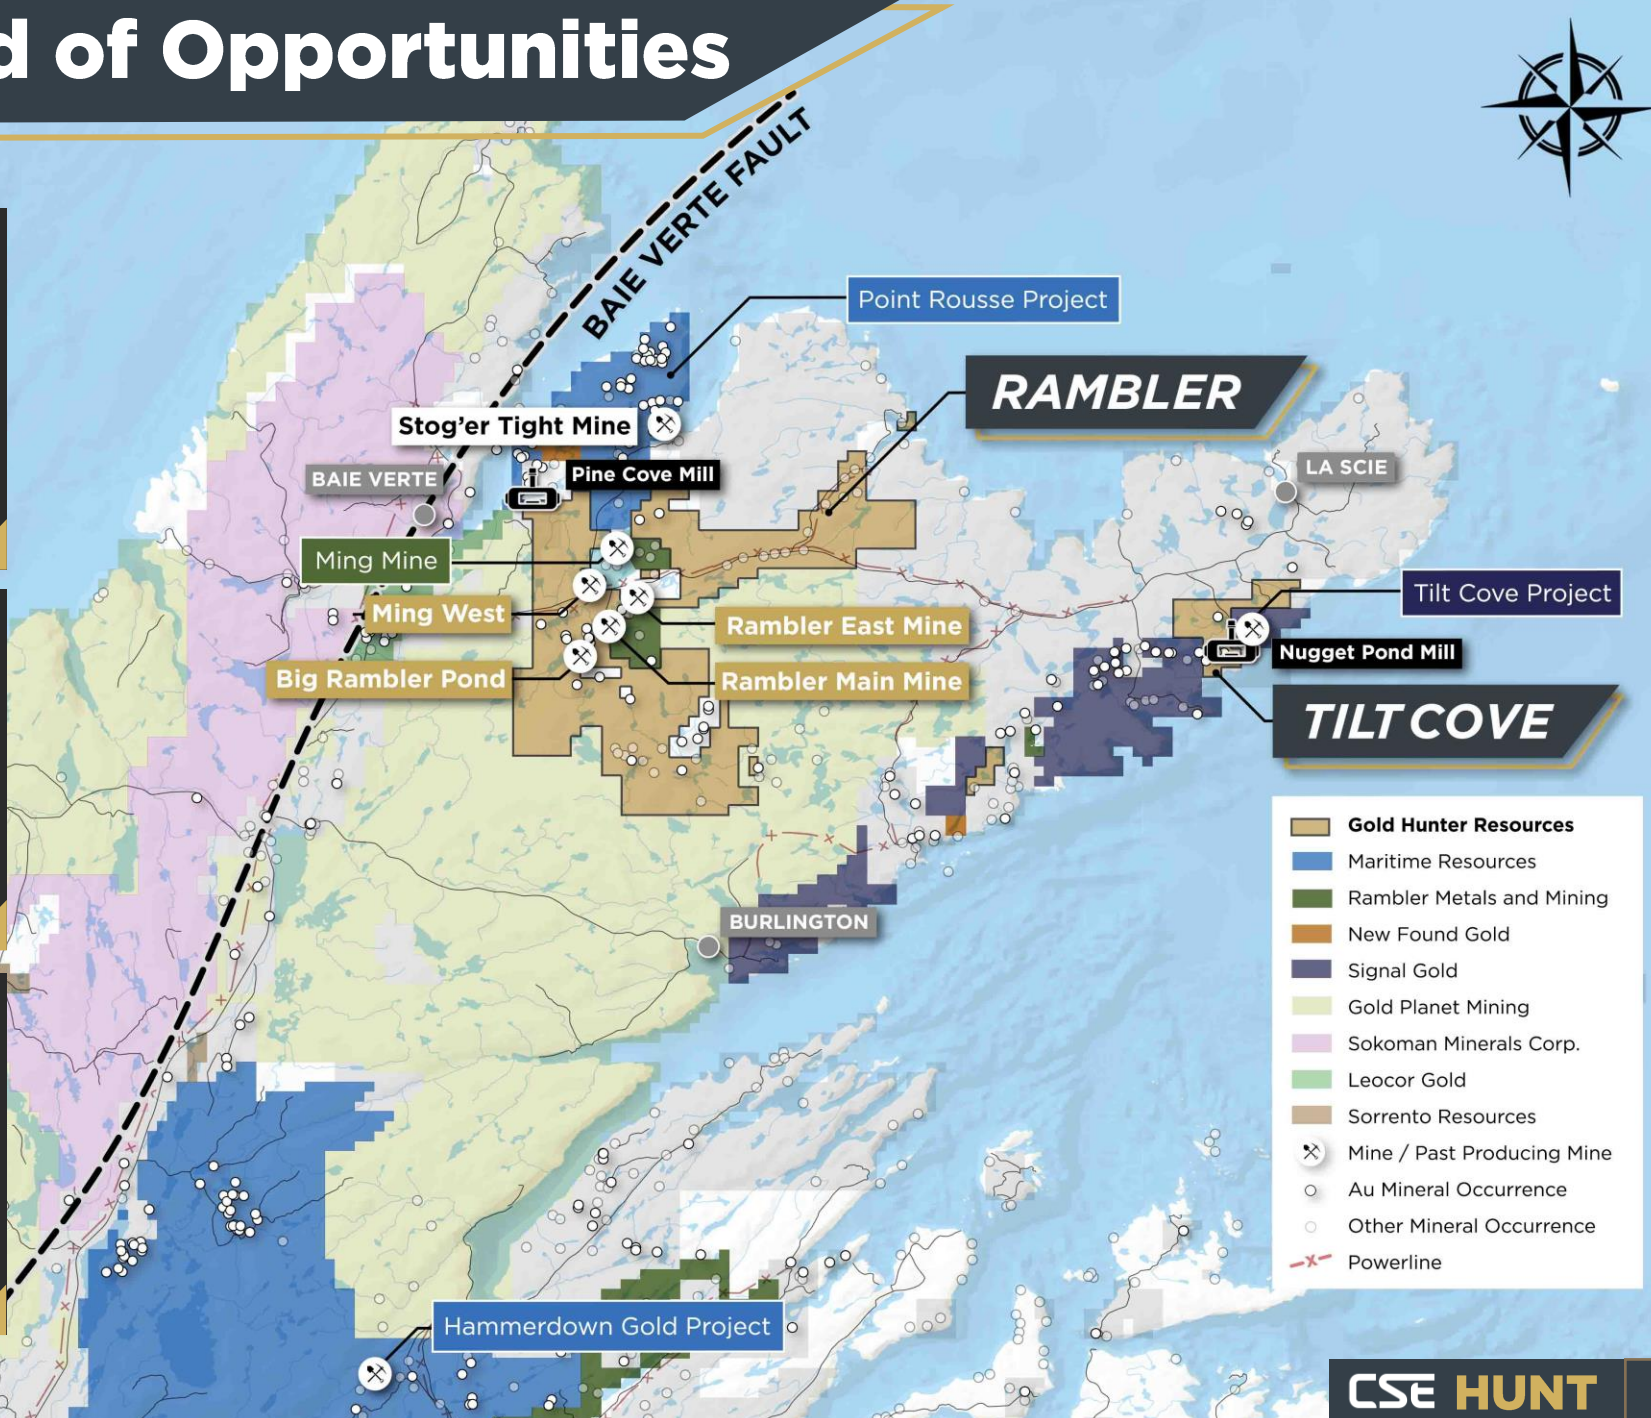 d of Opportunities
BAIE VERTE FAULT
Point Rousse Project
RAMBLER
Stog'er Tight Mine
Pine Cove Mill
BAIE VERTE
LA SCIE
Ming Mine
Tilt Cove Project
Ming West
Rambler East Mine
Nugget Pond Mill
Big Rambler Pond
Rambler Main Mine
TILT COVE
Gold Hunter Resources
Maritime Resources
Rambler Metals and Mining
New Found Gold
Signal Gold
Gold Planet Mining
Sokoman Minerals Corp.
Leocor Gold
Sorrento Resources
Mine / Past Producing Mine
Au Mineral Occurrence
Other Mineral Occurrence
Powerline
BURLINGTON
Hammerdown Gold Project
CSE HUNT